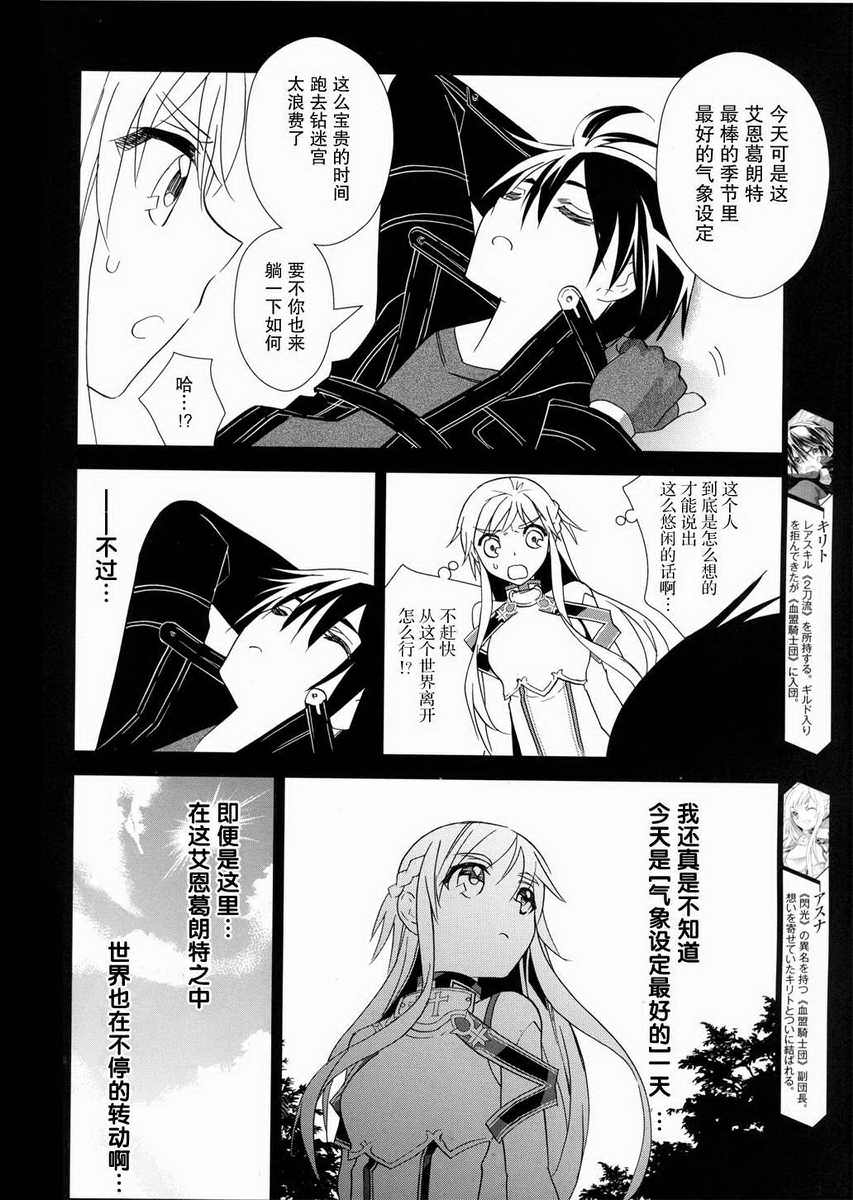 今天可是这
艾恩葛朗特
最棒的季节里
最好的气象设定
这么宝贵的时间
跑去钻迷宫
太浪费了
要不你也来
躺一下如何
哈…!?
这个人
到底是怎么想的
才能说出
这么悠闲的话啊…
不赶快
从这个世界离开
怎么行!?
——不过…
我还真是不知道
今天是[气象设定最好的]一天…
即便是这里…
在这艾恩葛朗特之中
世界也在不停的转动啊…
キリト
レアスキル《2刀流》を所持する。ギルド入り
を拒んできたが《血盟騎士団》に入団。
アスナ
《閃光》の異名を持つ《血盟騎士団》副団長。
想いを寄せていたキリトとついに結ばれる。